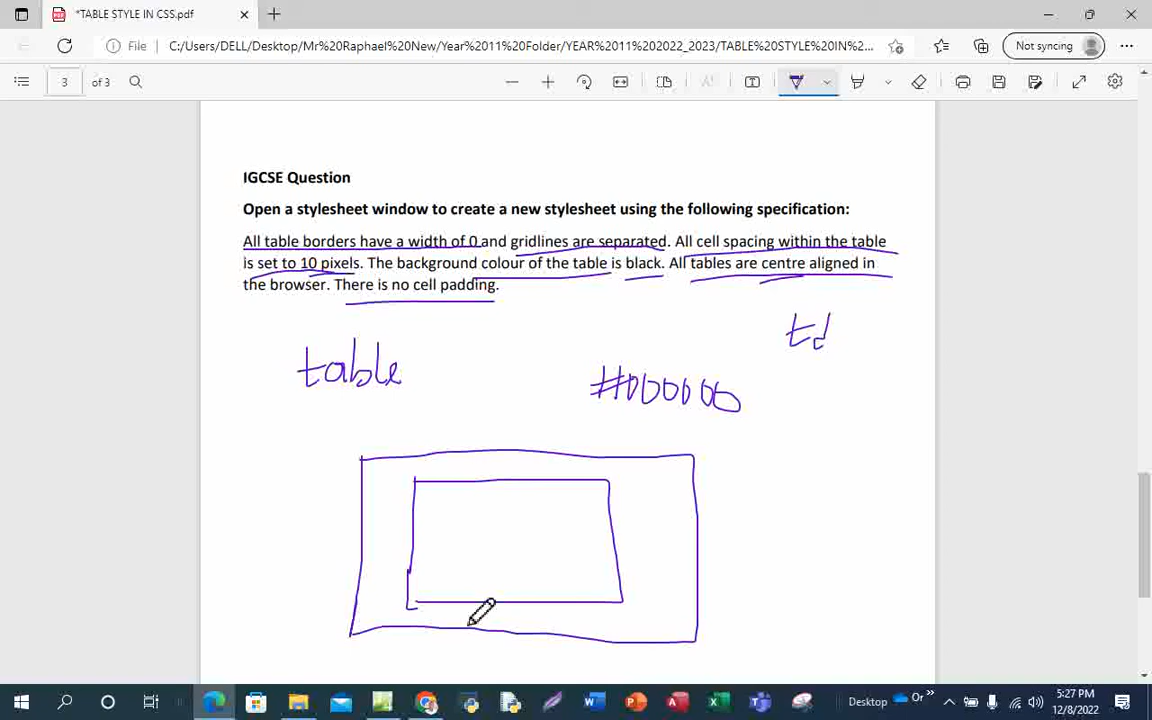 *TABLE STYLE IN CSS.pdf
File C:/Users/DELL/Desktop/Mr%20Raphael%20New/Year%2011%20Folder/YEAR%2011%202022_2023/TABLE%20STYLE%20IN%2... Not syncing
3 of 3
IGCSE Question
Open a stylesheet window to create a new stylesheet using the following specification:
All table borders have a width of 0 and gridlines are separated. All cell spacing within the table
is set to 10 pixels. The background colour of the table is black. All tables are centre aligned in
the browser. There is no cell padding.
td
table
#000000
Desktop Or
5:27 PM
12/8/2022